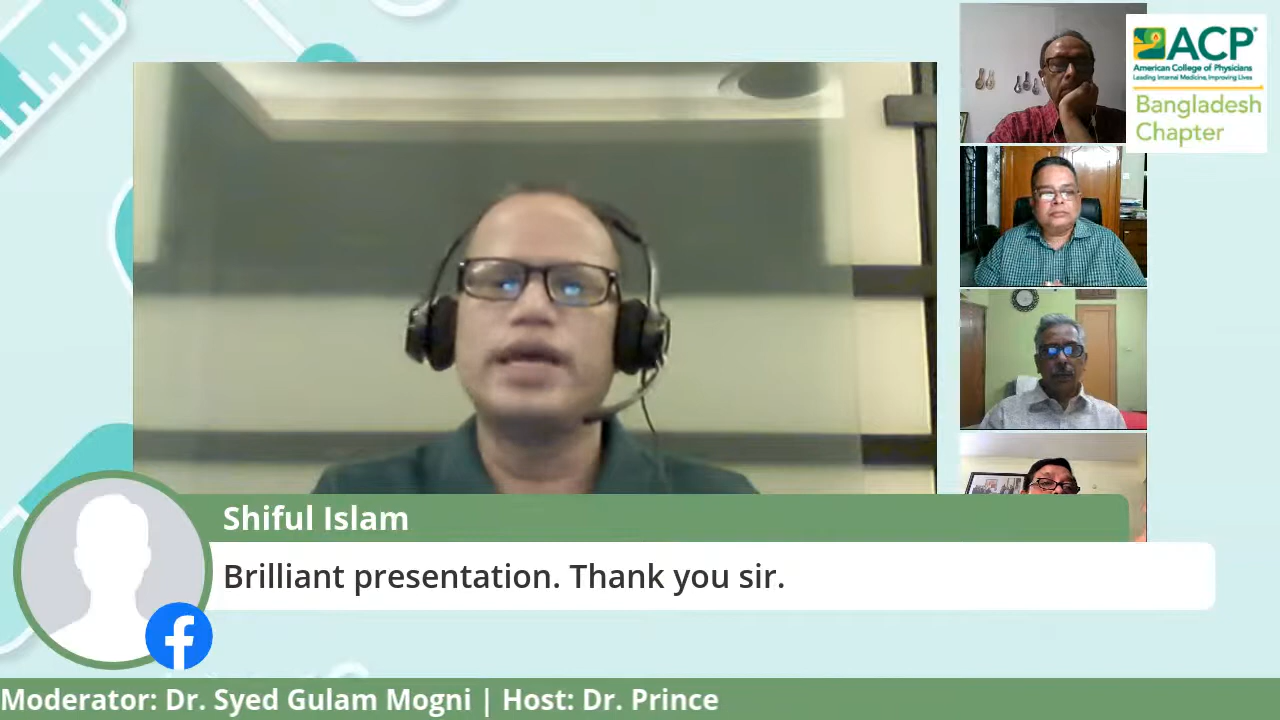 ACP
American College of Physicians
Leading Internal Medicine, Improving Lives
Bangladesh
Chapter
Shiful Islam
Brilliant presentation. Thank you sir.
Moderator: Dr. Syed Gulam Mogni | Host: Dr. Prince